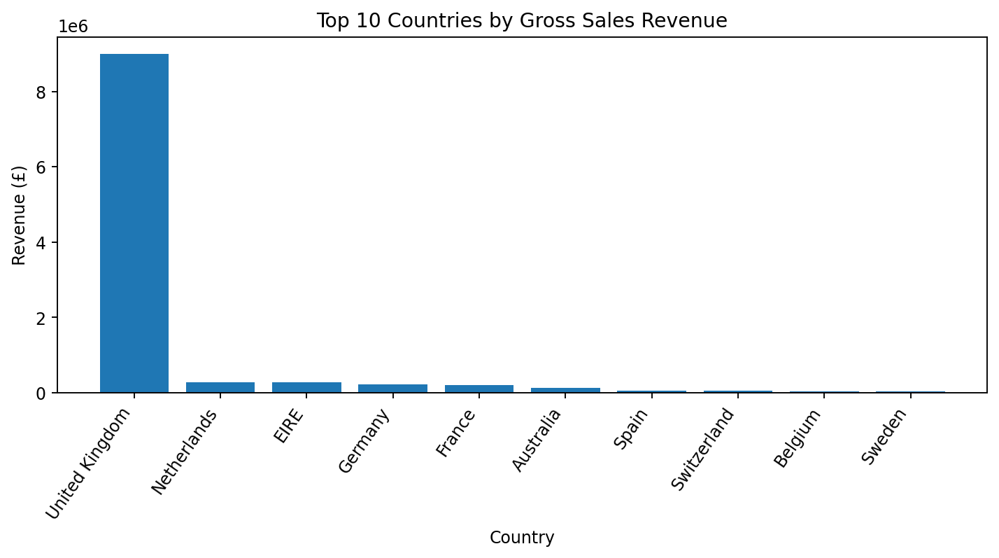 Top 10 Countries by Gross Sales Revenue
1e6
8
6
4
2
0
Revenue (£)
United Kingdom
Netherlands
EIRE
Germany
France
Australia
Spain
Switzerland
Belgium
Sweden
Country